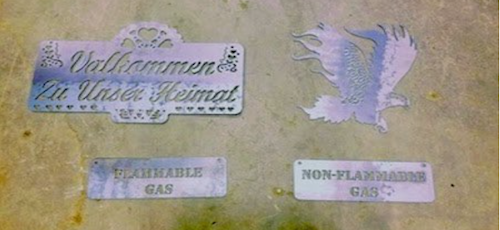 Valkommen
Zu Unser Heimat
FLAMMABLE
GAS
NON-FLAMMABLE
GAS